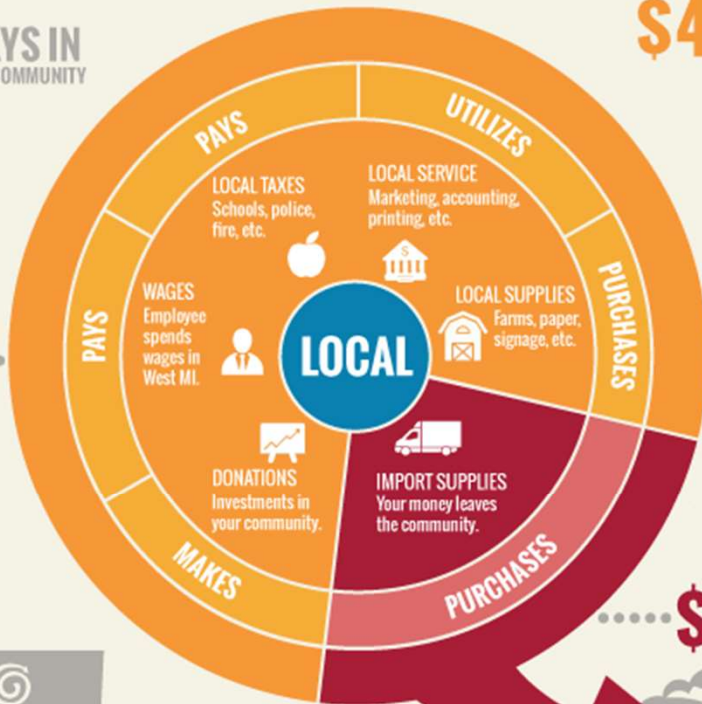 YS IN
COMMUNITY
$4
PAYS
UTILIZES
LOCAL TAXES
Schools, police,
fire, etc.
LOCAL SERVICE
Marketing, accounting,
printing, etc.
$
WAGES
Employee
spends
wages in
West MI.
PAYS
LOCAL SUPPLIES
Farms, paper,
signage, etc.
PURCHASES
LOCAL
DONATIONS
Investments in
your community.
IMPORT SUPPLIES
Your money leaves
the community.
MAKES
PURCHASES
$